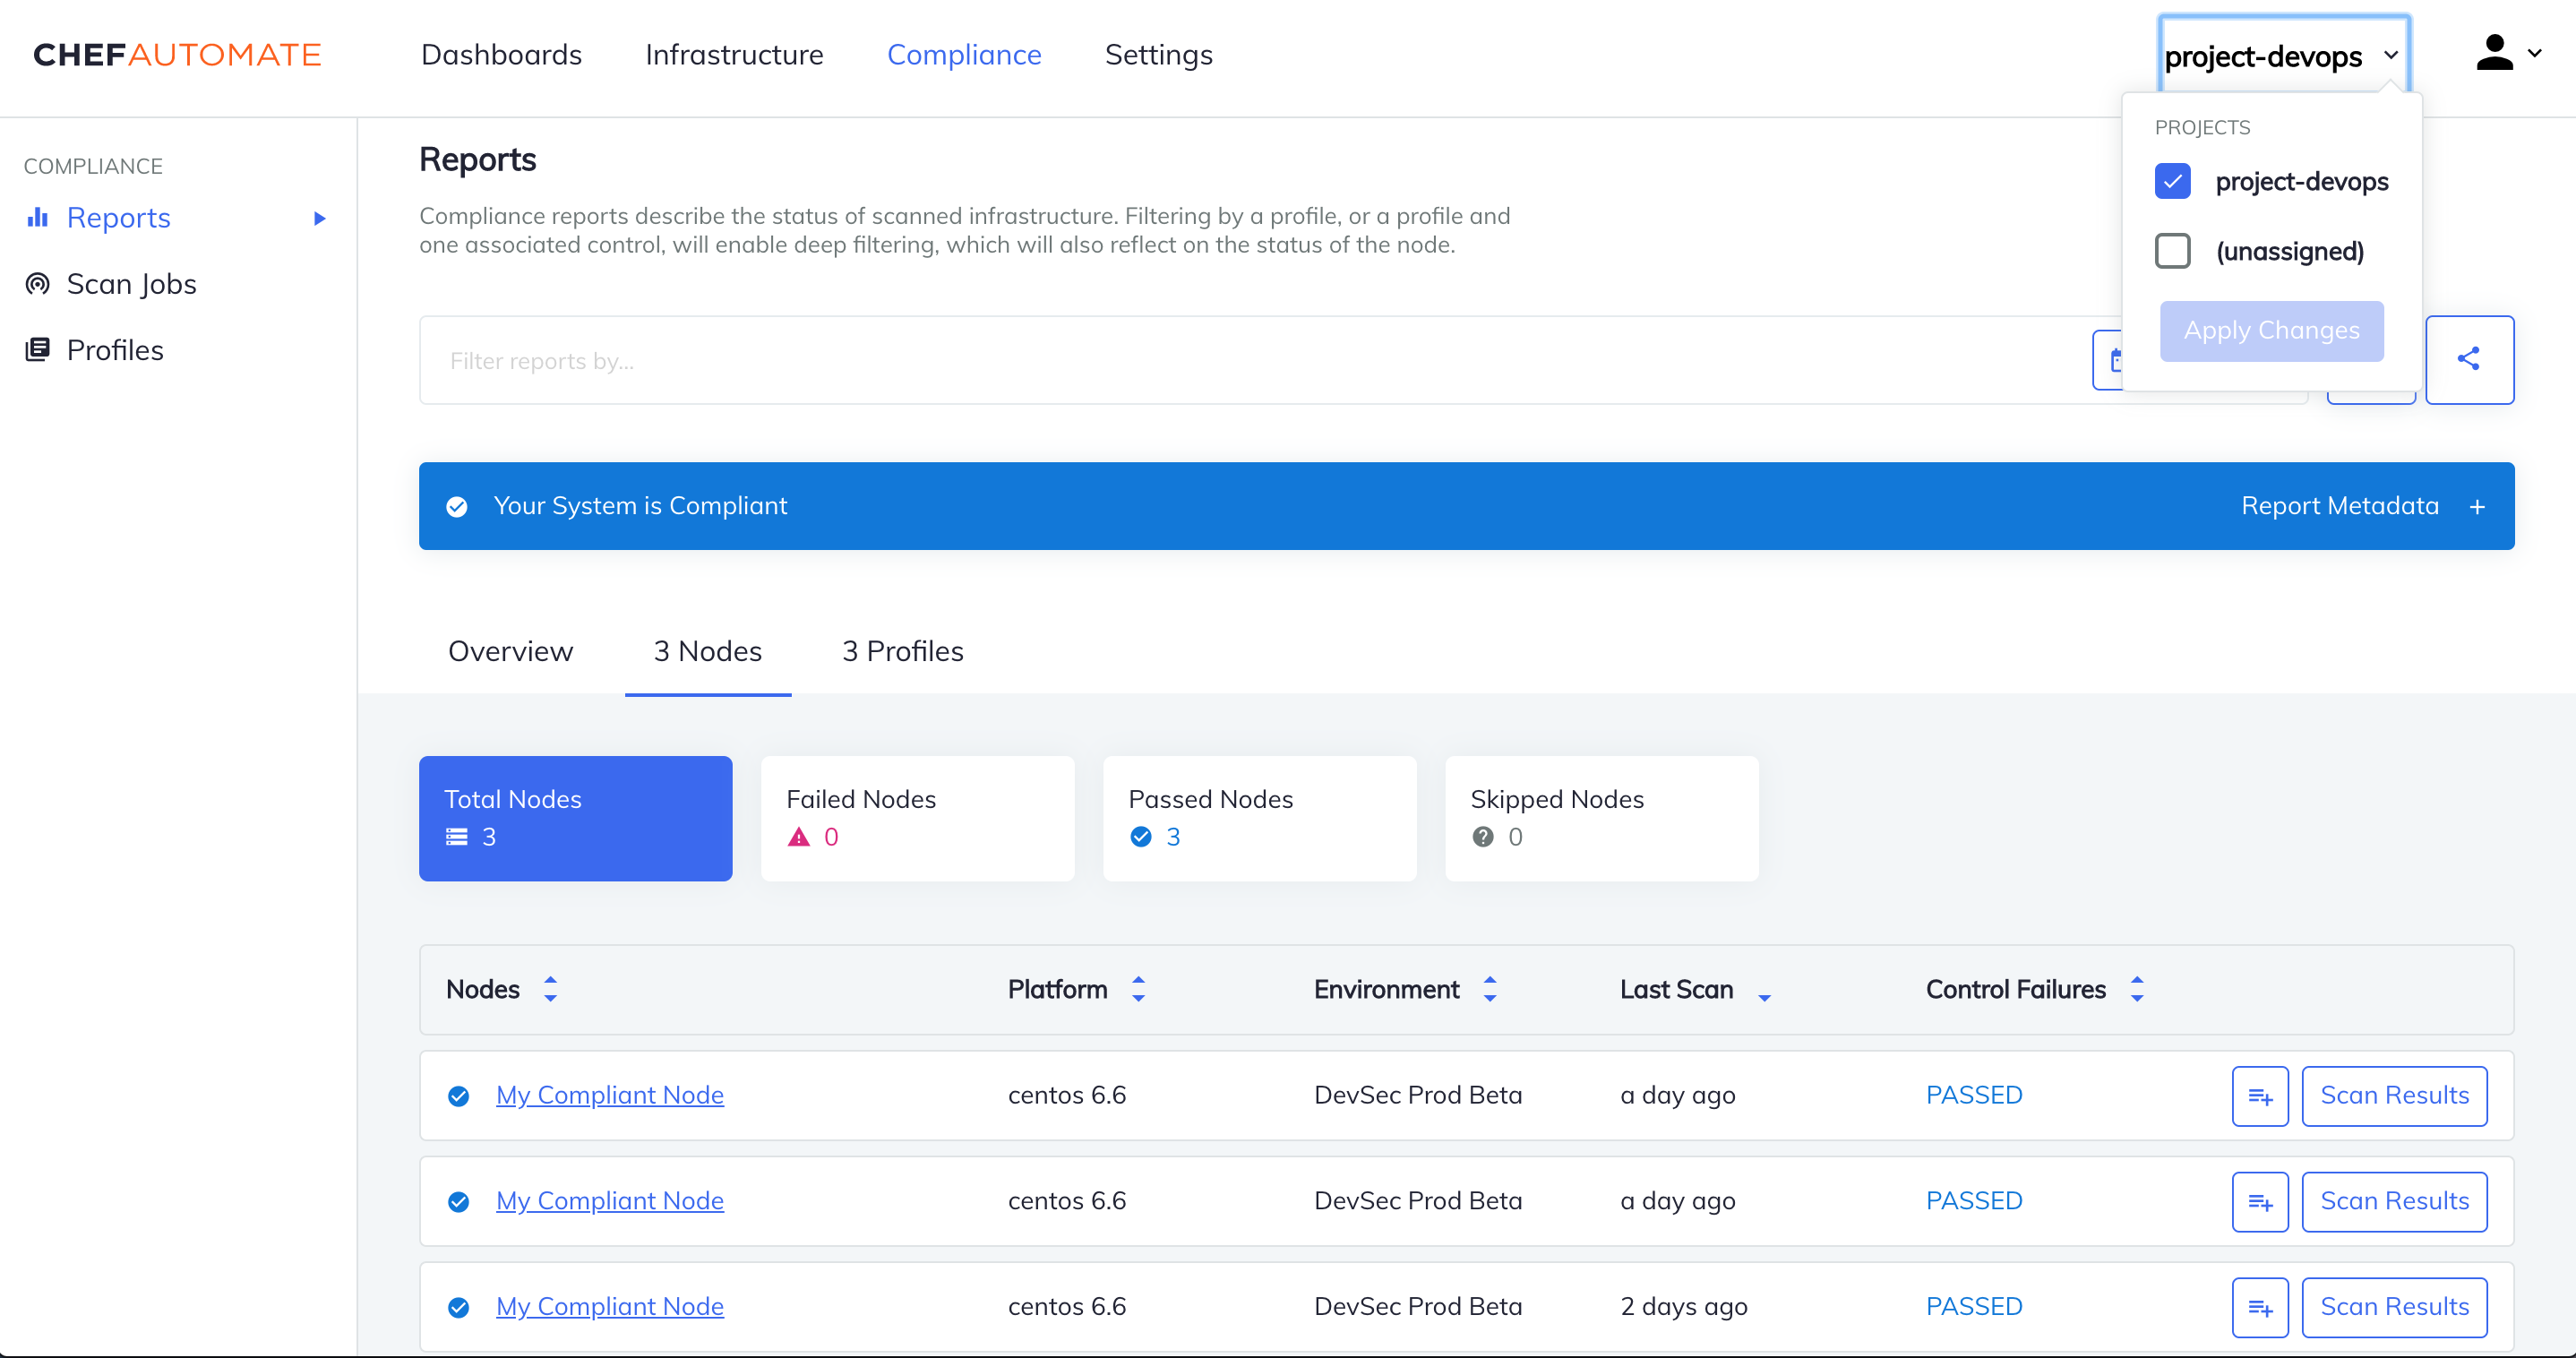 CHEFAUTOMATE
Dashboards
Infrastructure
Compliance
Settings
project-devops
PROJECTS
project-devops
(unassigned)
Apply Changes
COMPLIANCE
Reports
Scan Jobs
Profiles
Reports
Compliance reports describe the status of scanned infrastructure. Filtering by a profile, or a profile and
one associated control, will enable deep filtering, which will also reflect on the status of the node.
Filter reports by...
Your System is Compliant
Report Metadata +
Overview
3 Nodes
3 Profiles
Total Nodes
3
Failed Nodes
0
Passed Nodes
3
Skipped Nodes
0
Nodes Platform Environment Last Scan Control Failures
My Compliant Node centos 6.6 DevSec Prod Beta a day ago PASSED Scan Results
My Compliant Node centos 6.6 DevSec Prod Beta a day ago PASSED Scan Results
My Compliant Node centos 6.6 DevSec Prod Beta 2 days ago PASSED Scan Results